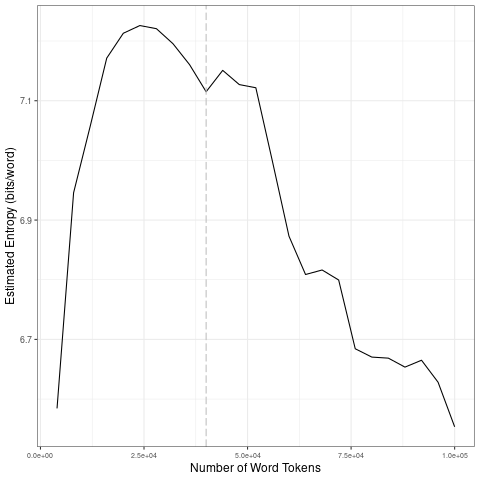 Estimated Entropy (bits/word)
7.1
6.9
6.7
0.0e+00 2.5e+04 5.0e+04 7.5e+04 1.0e+05
Number of Word Tokens